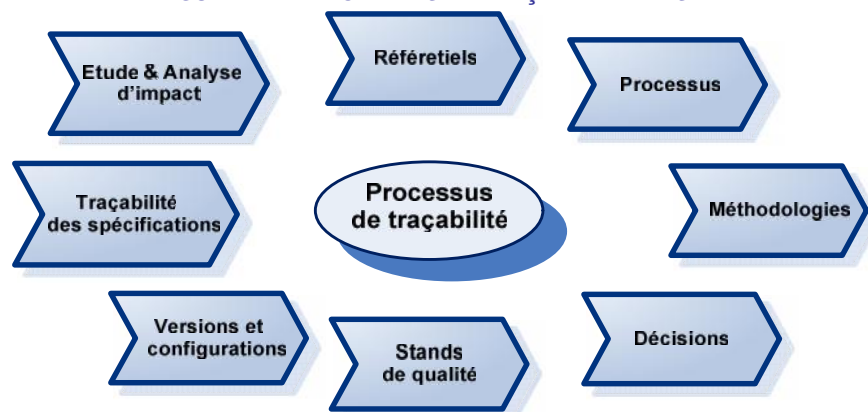 Référetiels
Etude & Analyse
d'impact
Processus
Processus
de traçabilité
Traçabilité
des spécifications
Méthodologies
Versions et
configurations
Stands
de qualité
Décisions